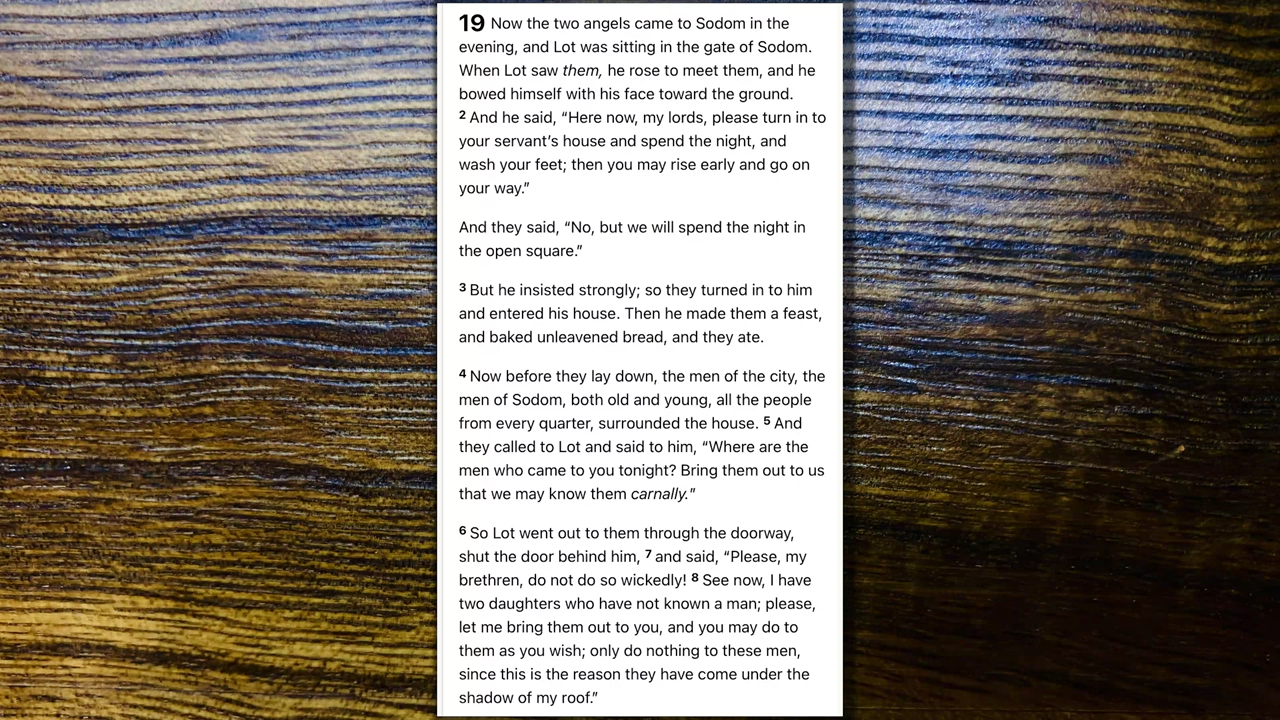 19 Now the two angels came to Sodom in the
evening, and Lot was sitting in the gate of Sodom.
When Lot saw them, he rose to meet them, and he
bowed himself with his face toward the ground.
2 And he said, “Here now, my lords, please turn in to
your servant’s house and spend the night, and
wash your feet; then you may rise early and go on
your way.”
And they said, “No, but we will spend the night in
the open square.”
3 But he insisted strongly; so they turned in to him
and entered his house. Then he made them a feast,
and baked unleavened bread, and they ate.
4 Now before they lay down, the men of the city, the
men of Sodom, both old and young, all the people
from every quarter, surrounded the house. 5 And
they called to Lot and said to him, “Where are the
men who came to you tonight? Bring them out to us
that we may know them carnally.”
6 So Lot went out to them through the doorway,
shut the door behind him, 7 and said, “Please, my
brethren, do not do so wickedly! 8 See now, I have
two daughters who have not known a man; please,
let me bring them out to you, and you may do to
them as you wish; only do nothing to these men,
since this is the reason they have come under the
shadow of my roof.”